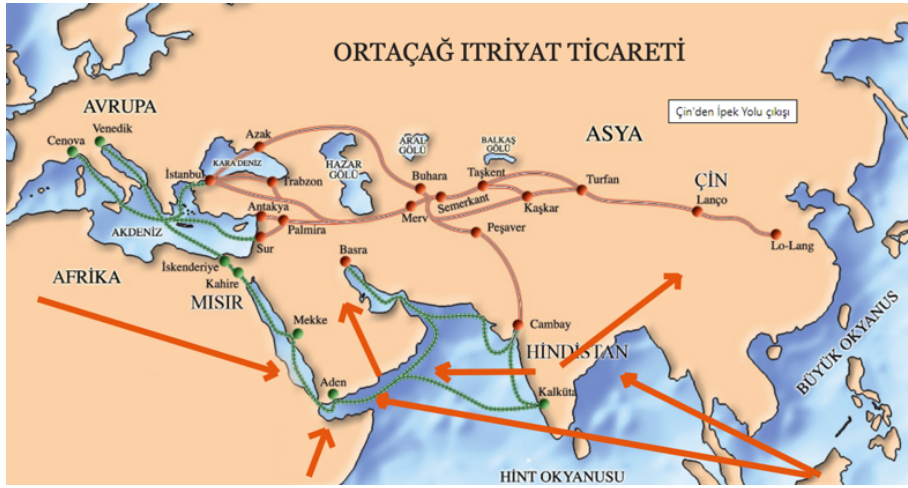 ORTAÇAĞ ITRİYAT TİCARETİ
Çin'den İpek Yolu çıkışı
AVRUPA
ASYA
Cenova
Venedik
Azak
KARA DENİZ
İstanbul
Trabzon
HAZAR
GÖLÜ
ARAL
GÖLÜ
BALKAŞ
GÖLÜ
Taşkent
Buhara
Semerkant
Merv
Kaşkar
Turfan
ÇİN
Lanço
Lo-Lang
Antakya
Palmira
Sur
AKDENİZ
Peşaver
Basra
İskenderiye
Kahire
AFRIKA
MISIR
Mekke
Aden
Cambay
HİNDİSTAN
Kalküta
BÜYÜK OKYANUS
HİNT OKYANUSU